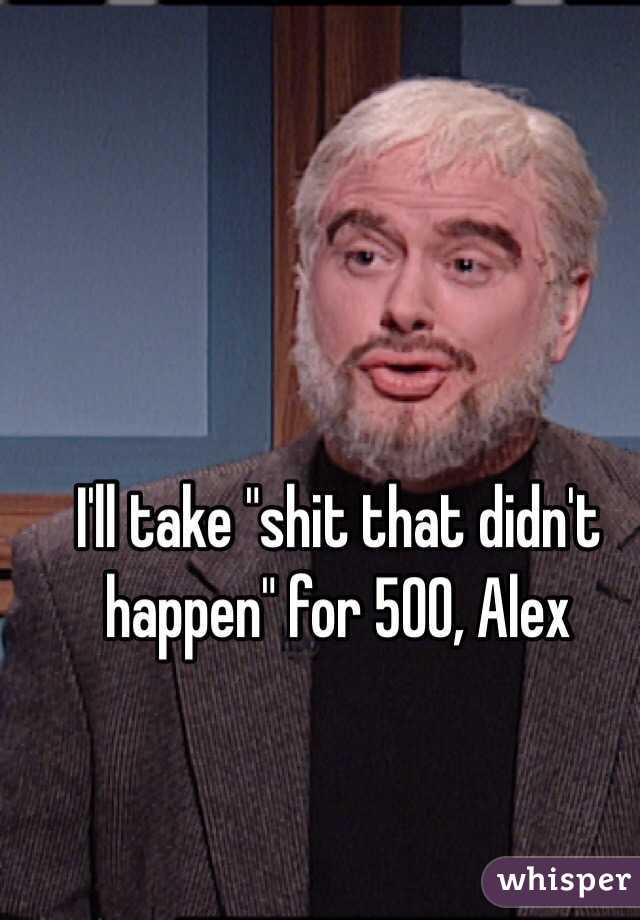 I'll take "shit that didn't
happen" for 500, Alex
whisper